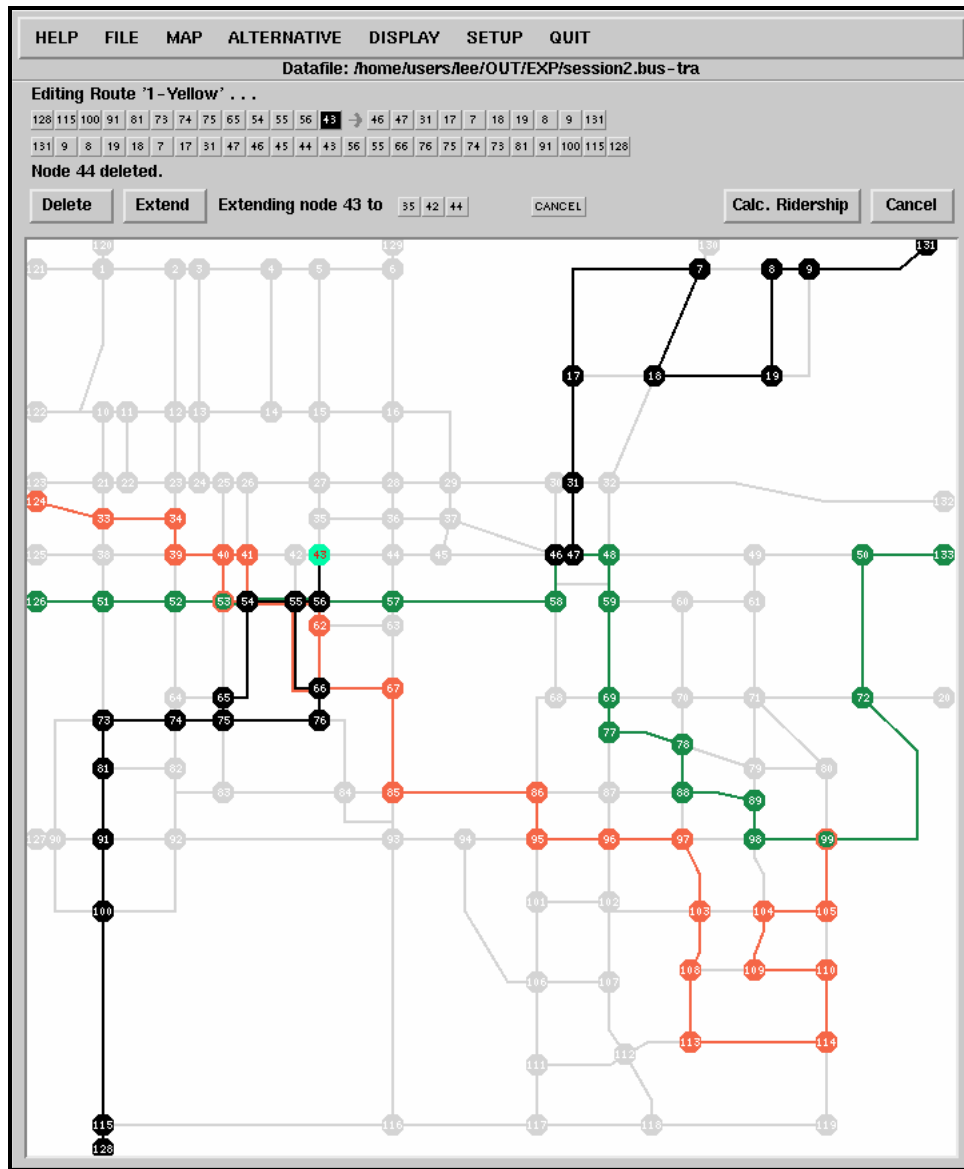 HELP FILE MAP ALTERNATIVE DISPLAY SETUP QUIT
Datafile: /home/users/lee/OUT/EXP/session2.bus-tra
Editing Route '1-Yellow' . . .
128 115 100 91 81 73 74 75 65 54 55 56 43 46 47 31 17 7 18 19 8 9 131
131 9 8 19 18 7 17 31 47 46 45 44 43 56 55 66 76 75 74 73 81 91 100 115 128
Node 44 deleted.
Delete Extend Extending node 43 to 35 42 44 CANCEL Calc. Ridership Cancel
120 129 130 131
121 1 2 3 4 5 6 7 8 9
17 18 19
122 10 11 12 13 14 15 16
123 21 22 23 24 25 26 27 28 29 30 31 32
124 132
33 34 35 36 37
125 38 39 40 41 42 43 44 45 46 47 48 49 50 133
126 51 52 53 54 55 56 57 58 59 60 61
62 63
64 65 66 67 68 69 70 71 72 20
73 74 75 76 77
78
81 82 79 80
83 84 85 86 87 88 89
127 90 91 92 93 94 95 96 97 98 99
100 101 102 103 104 105
108 109 110
106 107
113 114
111 112
115 116 117 118 119
128